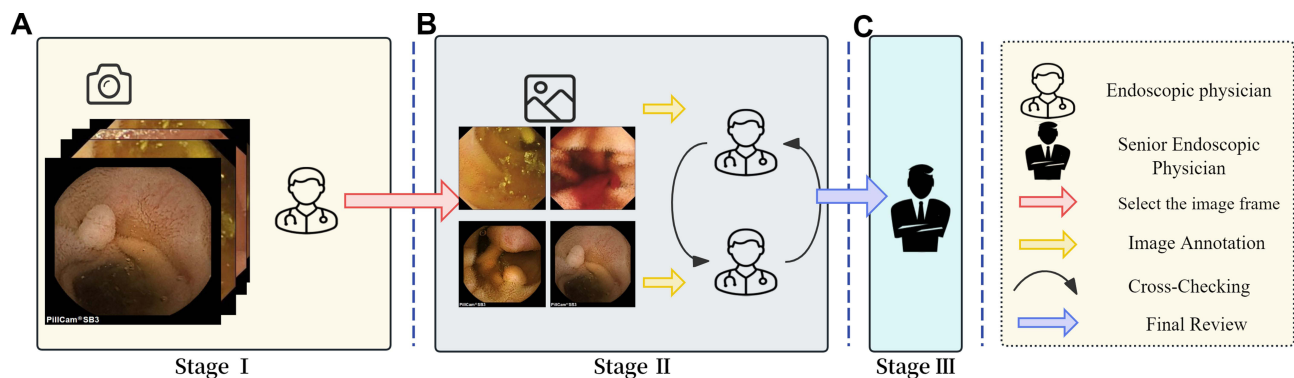 A
B
C
PillCam®SB3
PillCam®SB3
PillCam®SB3
Stage Ⅰ
Stage Ⅱ
Stage Ⅲ
Endoscopic physician
Senior Endoscopic
Physician
Select the image frame
Image Annotation
Cross-Checking
Final Review